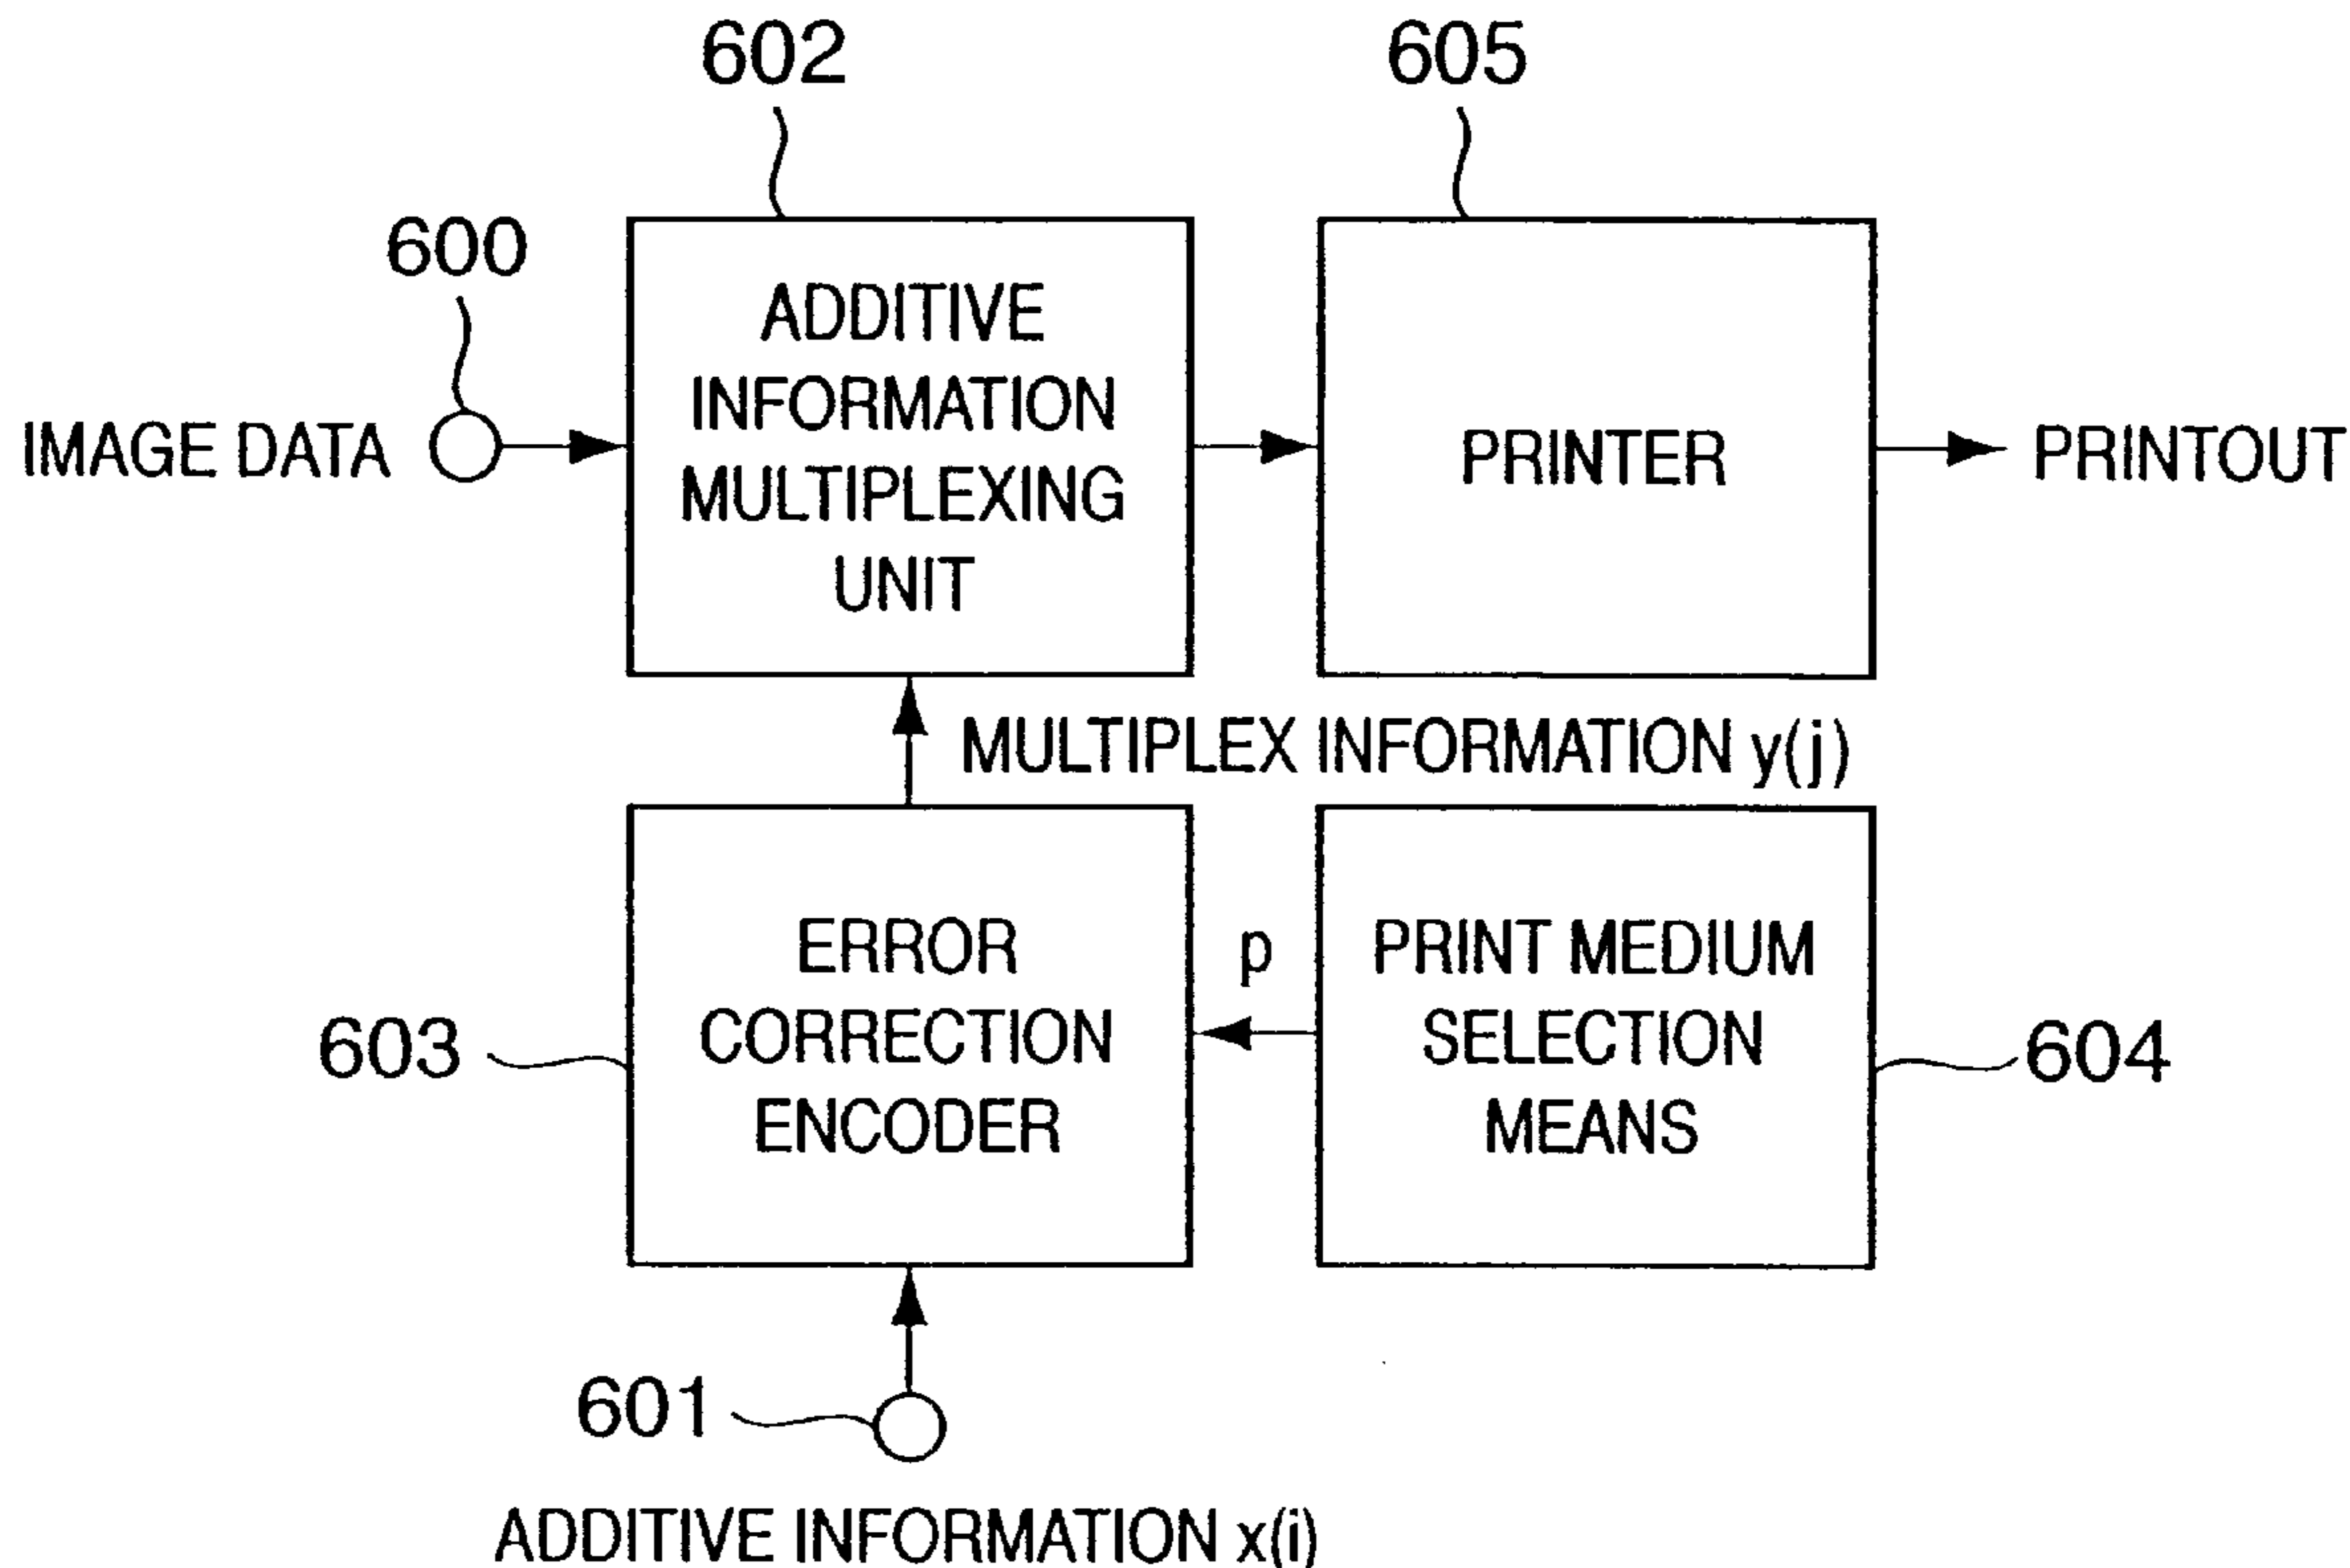 602
605
600
ADDITIVE
INFORMATION
MULTIPLEXING
UNIT
PRINTER
IMAGE DATA
PRINTOUT
MULTIPLEX INFORMATION y(j)
ERROR
CORRECTION
ENCODER
p
PRINT MEDIUM
SELECTION
MEANS
603
604
601
ADDITIVE INFORMATION x(i)